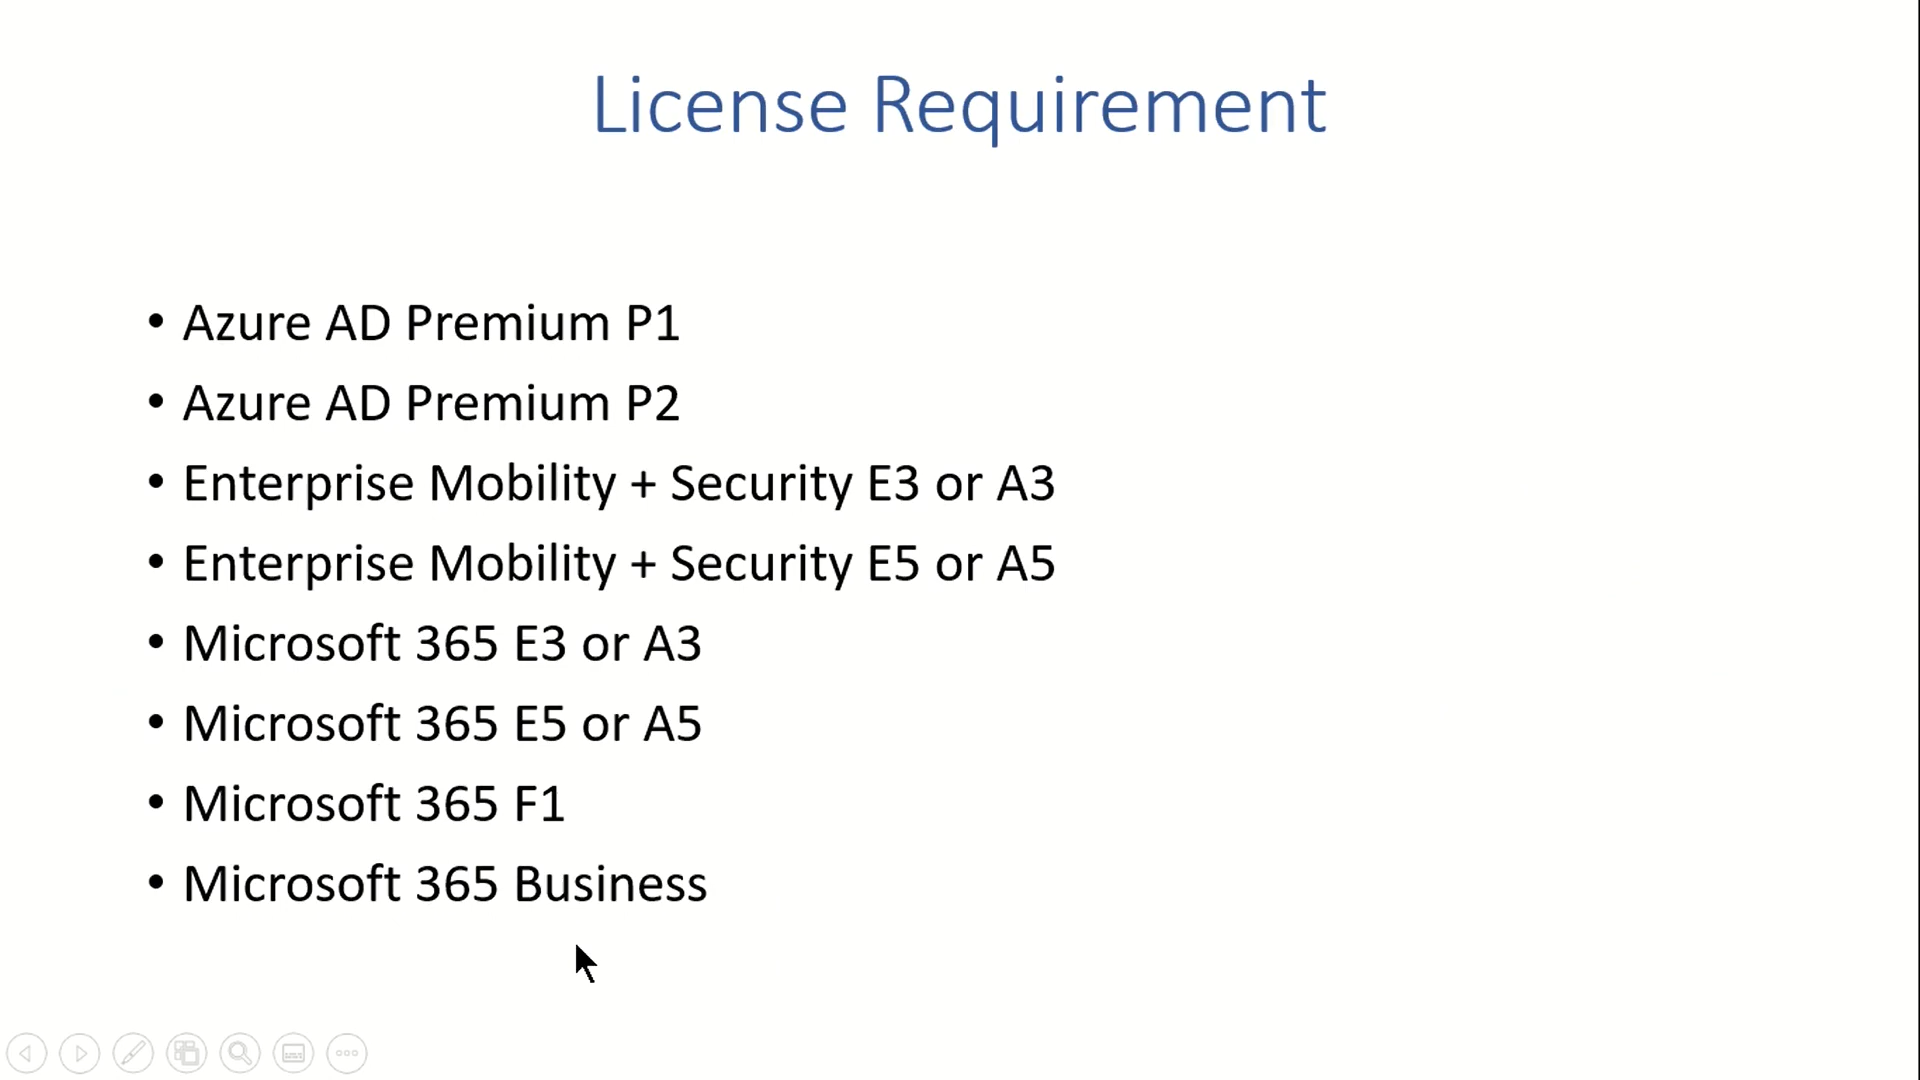 License Requirement
• Azure AD Premium P1
• Azure AD Premium P2
• Enterprise Mobility + Security E3 or A3
• Enterprise Mobility + Security E5 or A5
• Microsoft 365 E3 or A3
• Microsoft 365 E5 or A5
• Microsoft 365 F1
• Microsoft 365 Business